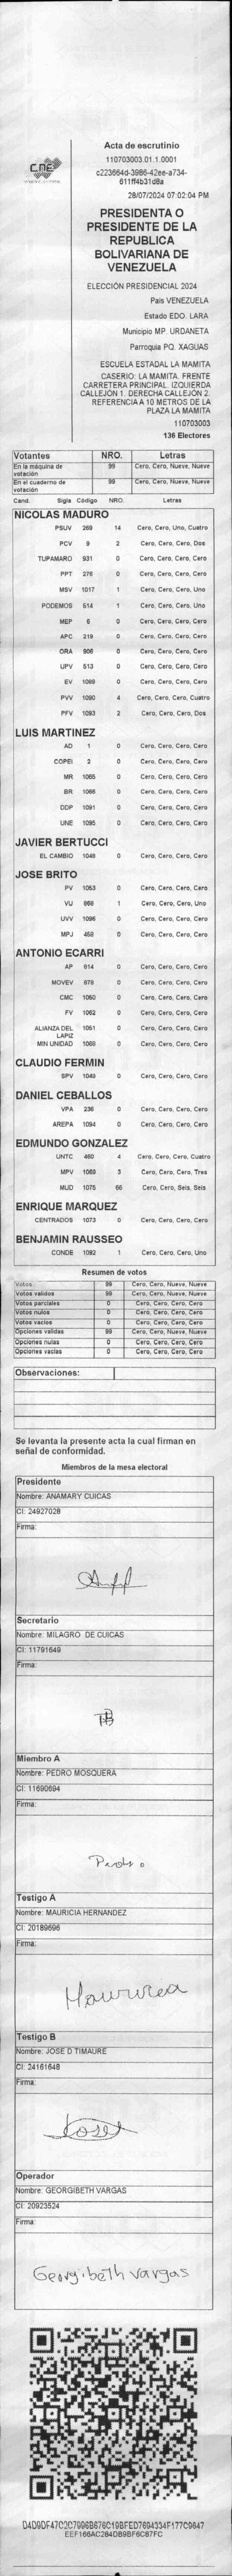 CNE
Acta de escrutinio
110703003.01.1.0001
c223664d-3986-42ee-a734-
611ff4b31d8a
28/07/2024 07:02:04 PM
PRESIDENTA O
PRESIDENTE DE LA
REPUBLICA
BOLIVARIANA DE
VENEZUELA
ELECCIÓN PRESIDENCIAL 2024
País VENEZUELA
Estado EDO. LARA
Municipio MP. URDANETA
Parroquia PQ. XAGUAS
ESCUELA ESTADAL LA MAMITA
CASERIO: LA MAMITA. FRENTE
CARRETERA PRINCIPAL. IZQUIERDA
CALLEJÓN 1. DERECHA CALLEJÓN 2.
REFERENCIA A 10 METROS DE LA
PLAZA LA MAMITA
110703003
136 Electores
Votantes NRO. Letras
En la máquina de votación 99 Cero, Cero, Nueve, Nueve
En el cuaderno de votación 99 Cero, Cero, Nueve, Nueve
Cand. Sigla Código NRO. Letras
NICOLAS MADURO
PSUV 269 14 Cero, Cero, Uno, Cuatro
PCV 9 2 Cero, Cero, Cero, Dos
TUPAMARO 931 0 Cero, Cero, Cero, Cero
PPT 276 0 Cero, Cero, Cero, Cero
MSV 1017 1 Cero, Cero, Cero, Uno
PODEMOS 514 1 Cero, Cero, Cero, Uno
MEP 6 0 Cero, Cero, Cero, Cero
APC 219 0 Cero, Cero, Cero, Cero
ORA 906 0 Cero, Cero, Cero, Cero
UPV 513 0 Cero, Cero, Cero, Cero
EV 1089 0 Cero, Cero, Cero, Cero
PVV 1090 4 Cero, Cero, Cero, Cuatro
PFV 1093 2 Cero, Cero, Cero, Dos
LUIS MARTINEZ
AD 1 0 Cero, Cero, Cero, Cero
COPEI 2 0 Cero, Cero, Cero, Cero
MR 1065 0 Cero, Cero, Cero, Cero
BR 1066 0 Cero, Cero, Cero, Cero
DDP 1091 0 Cero, Cero, Cero, Cero
UNE 1095 0 Cero, Cero, Cero, Cero
JAVIER BERTUCCI
EL CAMBIO 1048 0 Cero, Cero, Cero, Cero
JOSE BRITO
PV 1053 0 Cero, Cero, Cero, Cero
VU 868 1 Cero, Cero, Cero, Uno
UVV 1096 0 Cero, Cero, Cero, Cero
MPJ 458 0 Cero, Cero, Cero, Cero
ANTONIO ECARRI
AP 814 0 Cero, Cero, Cero, Cero
MOVEV 878 0 Cero, Cero, Cero, Cero
CMC 1050 0 Cero, Cero, Cero, Cero
FV 1062 0 Cero, Cero, Cero, Cero
ALIANZA DEL LAPIZ 1051 0 Cero, Cero, Cero, Cero
MIN UNIDAD 1068 0 Cero, Cero, Cero, Cero
CLAUDIO FERMIN
SPV 1049 0 Cero, Cero, Cero, Cero
DANIEL CEBALLOS
VPA 236 0 Cero, Cero, Cero, Cero
AREPA 1094 0 Cero, Cero, Cero, Cero
EDMUNDO GONZALEZ
UNTC 460 4 Cero, Cero, Cero, Cuatro
MPV 1069 3 Cero, Cero, Cero, Tres
MUD 1075 66 Cero, Cero, Seis, Seis
ENRIQUE MARQUEZ
CENTRADOS 1073 0 Cero, Cero, Cero, Cero
BENJAMIN RAUSSEO
CONDE 1092 1 Cero, Cero, Cero, Uno
Resumen de votos
Votos 99 Cero, Cero, Nueve, Nueve
Votos validos 99 Cero, Cero, Nueve, Nueve
Votos parciales 0 Cero, Cero, Cero, Cero
Votos nulos 0 Cero, Cero, Cero, Cero
Votos vacios 0 Cero, Cero, Cero, Cero
Opciones validas 99 Cero, Cero, Nueve, Nueve
Opciones nulas 0 Cero, Cero, Cero, Cero
Opciones vacias 0 Cero, Cero, Cero, Cero
Observaciones:
Se levanta la presente acta la cual firman en
señal de conformidad.
Miembros de la mesa electoral
Presidente
Nombre: ANAMARY CUICAS
CI: 24927028
Firma:
Secretario
Nombre: MILAGRO DE CUICAS
CI: 11791649
Firma:
Miembro A
Nombre: PEDRO MOSQUERA
CI: 11690694
Firma:
Pedro
Testigo A
Nombre: MAURICIA HERNANDEZ
CI: 20189696
Firma:
Testigo B
Nombre: JOSE D TIMAURE
CI: 24161648
Firma:
Jose
Operador
Nombre: GEORGIBETH VARGAS
CI: 20923524
Firma:
Georgibeth Vargas
D4D9DF47C2C7996B676C19BFED7694334F177C9647
EEF166AC284DB9BF6C87FC